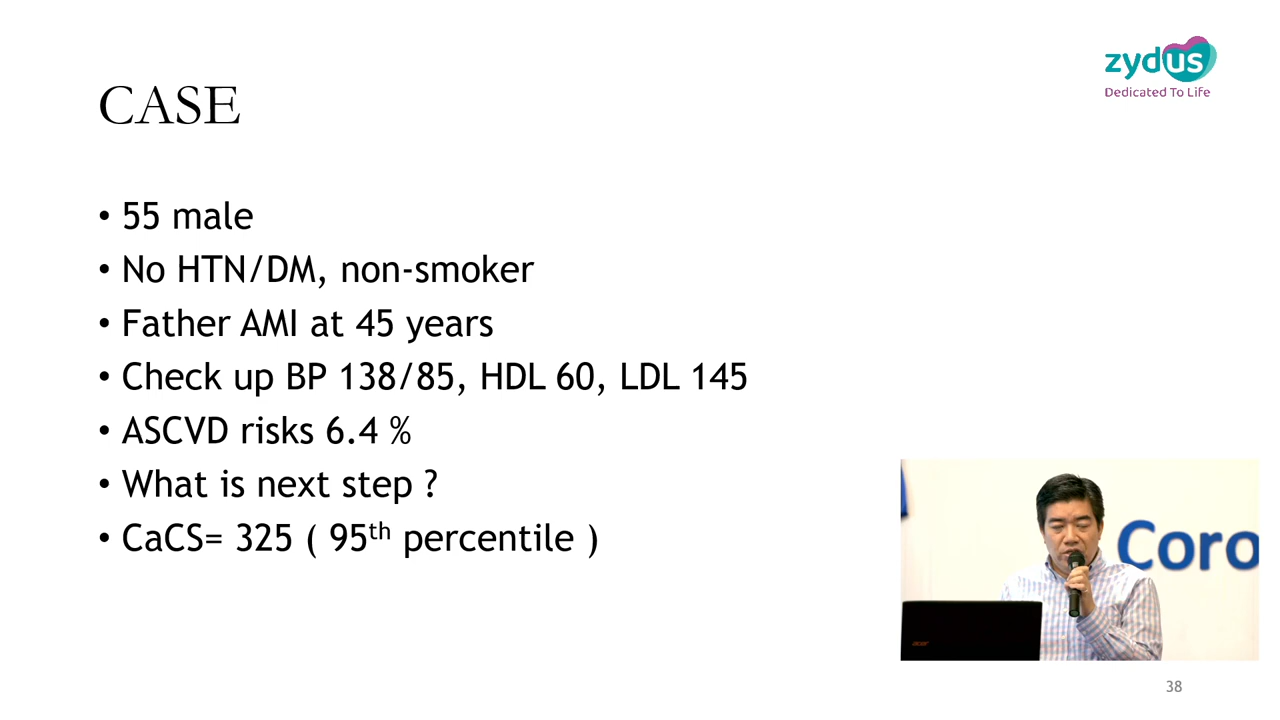 zydus
Dedicated To Life
CASE
• 55 male
• No HTN/DM, non-smoker
• Father AMI at 45 years
• Check up BP 138/85, HDL 60, LDL 145
• ASCVD risks 6.4 %
• What is next step ?
• CaCS= 325 ( 95th percentile )
Coro
acer
38